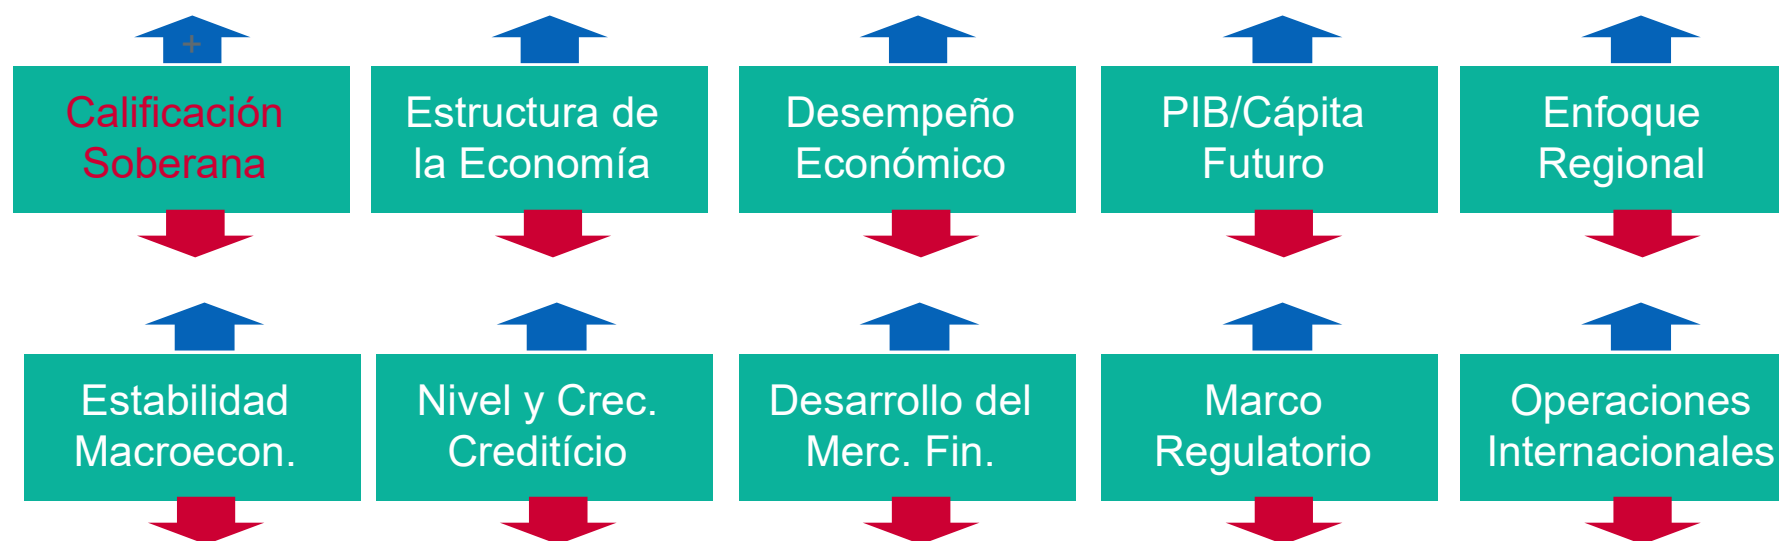 +
Calificación
Soberana
Estructura de
la Economía
Desempeño
Económico
PIB/Cápita
Futuro
Enfoque
Regional
Estabilidad
Macroecon.
Nivel y Crec.
Creditício
Desarrollo del
Merc. Fin.
Marco
Regulatorio
Operaciones
Internacionales